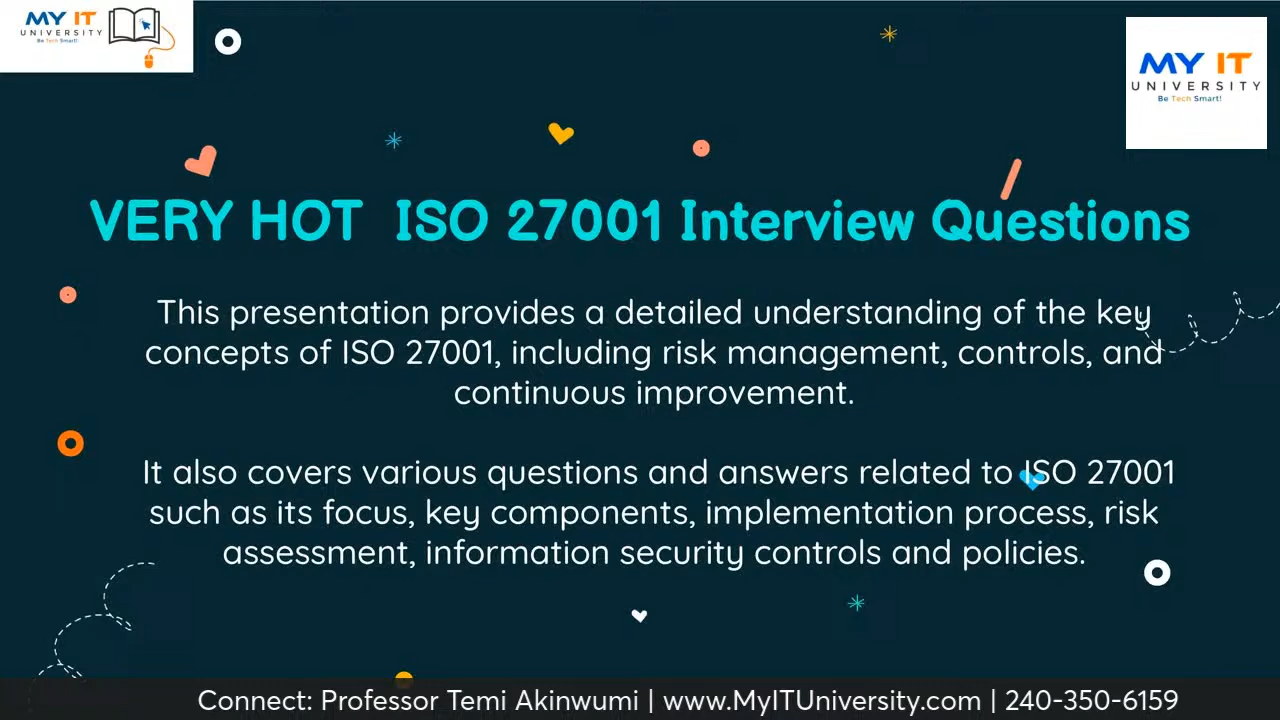 MY IT
UNIVERSITY
Be Tech Smart!
MY IT
UNIVERSITY
Be Tech Smart!
VERY HOT ISO 27001 Interview Questions
This presentation provides a detailed understanding of the key
concepts of ISO 27001, including risk management, controls, and
continuous improvement.
It also covers various questions and answers related to ISO 27001
such as its focus, key components, implementation process, risk
assessment, information security controls and policies.
Connect: Professor Temi Akinwumi | www.MyITUniversity.com | 240-350-6159